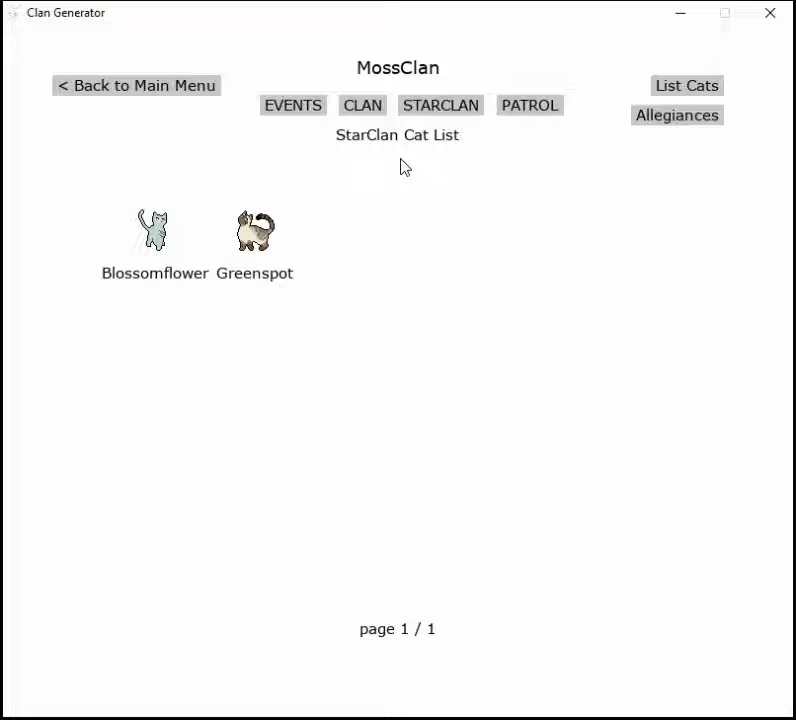 Clan Generator
MossClan
< Back to Main Menu
List Cats
EVENTS CLAN STARCLAN PATROL
Allegiances
StarClan Cat List
Blossomflower Greenspot
page 1 / 1